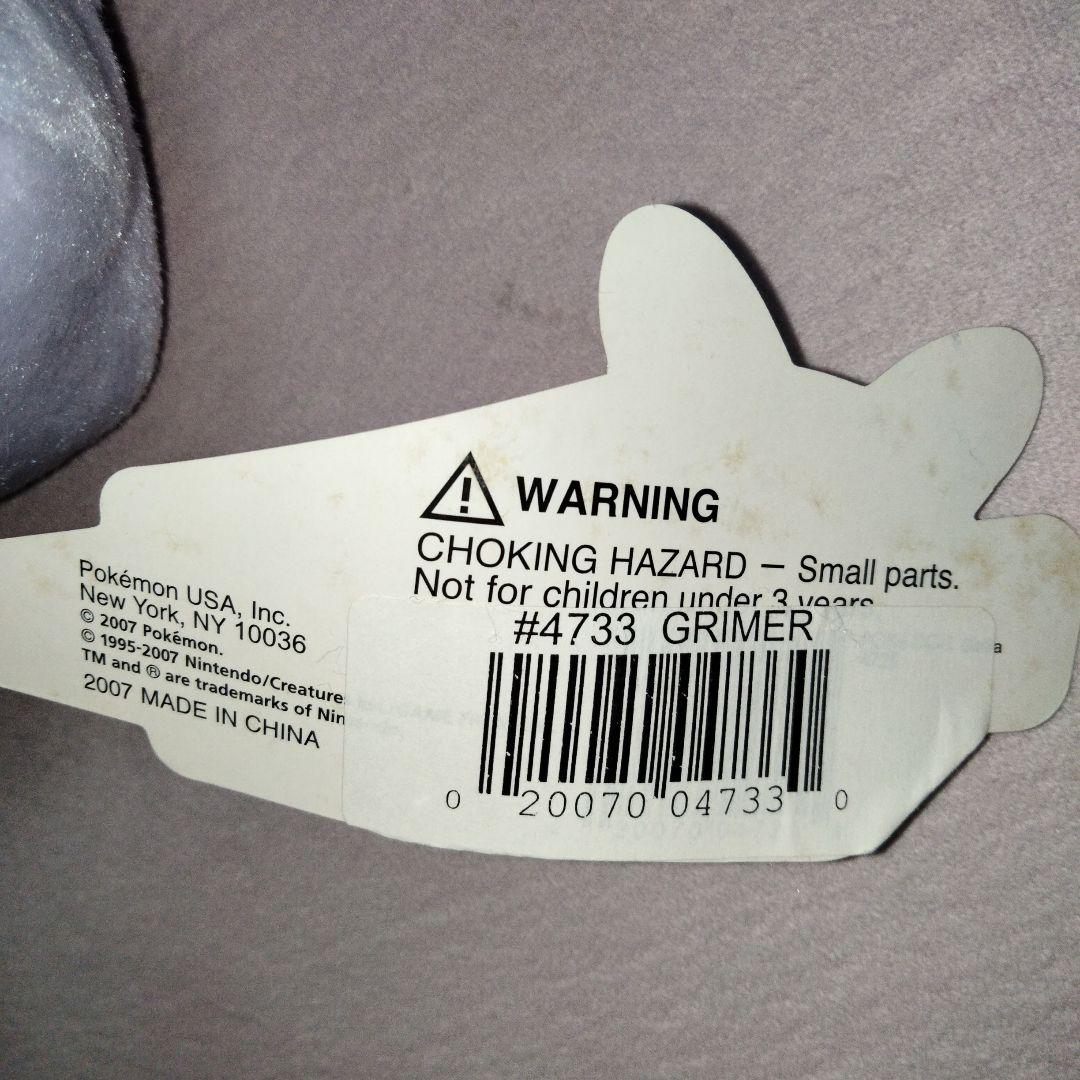 Pokémon USA, Inc.
New York, NY 10036
© 2007 Pokémon.
© 1995-2007 Nintendo/Creature
TM and ® are trademarks of Nin
2007 MADE IN CHINA
! WARNING
CHOKING HAZARD — Small parts.
Not for children under 3 years
#4733 GRIMER
0 20070 04733 0